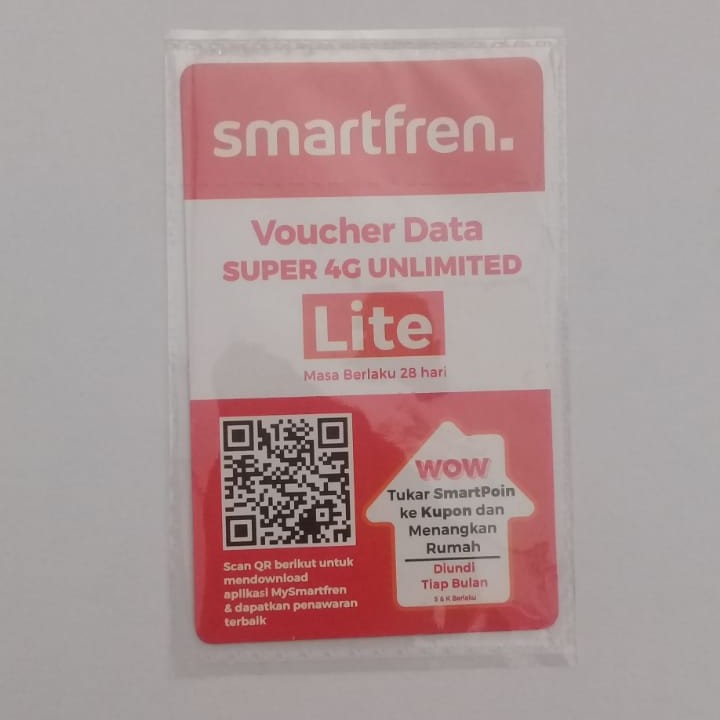 smartfren.
Voucher Data
SUPER 4G UNLIMITED
Lite
Masa Berlaku 28 hari
Scan QR berikut untuk
mendownload
aplikasi MySmartfren
& dapatkan penawaran
terbaik
WOW
Tukar SmartPoin
ke Kupon dan
Menangkan
Rumah
Diundi
Tiap Bulan
S & K Berlaku